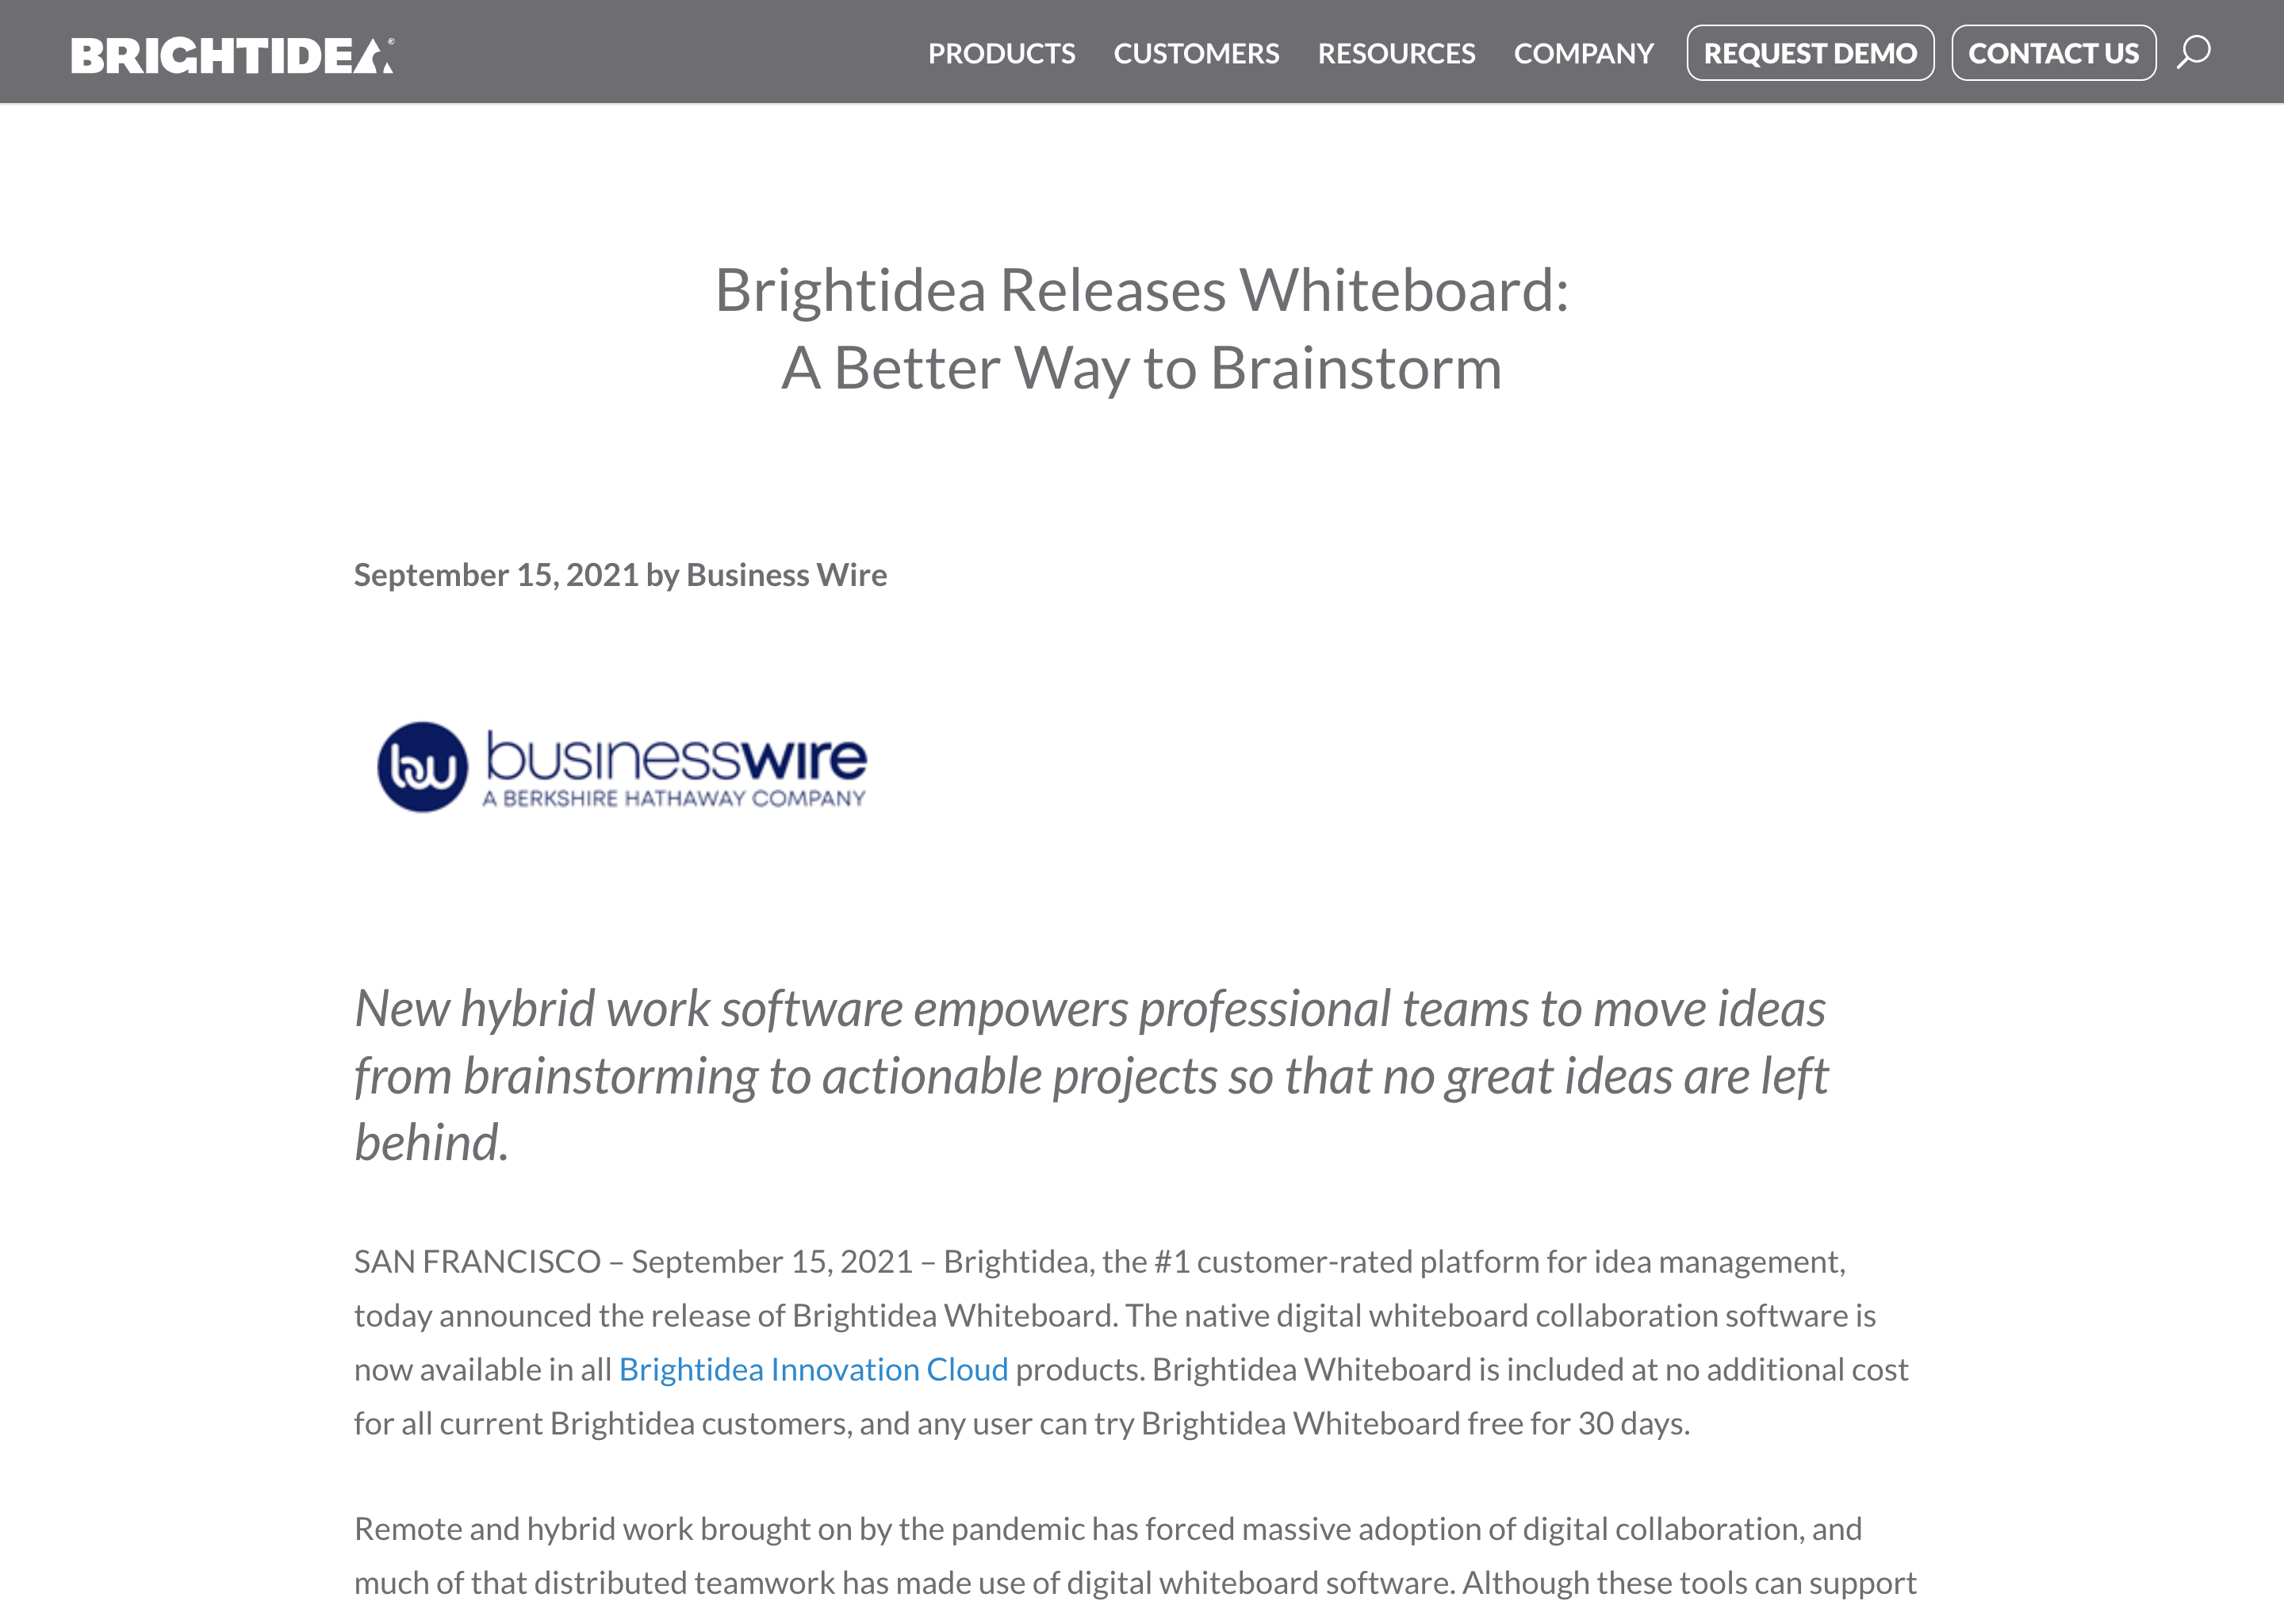 BRIGHTIDEA®
PRODUCTS CUSTOMERS RESOURCES COMPANY REQUEST DEMO CONTACT US
Brightidea Releases Whiteboard:
A Better Way to Brainstorm
September 15, 2021 by Business Wire
bw businesswire
A BERKSHIRE HATHAWAY COMPANY
New hybrid work software empowers professional teams to move ideas
from brainstorming to actionable projects so that no great ideas are left
behind.
SAN FRANCISCO – September 15, 2021 – Brightidea, the #1 customer-rated platform for idea management,
today announced the release of Brightidea Whiteboard. The native digital whiteboard collaboration software is
now available in all Brightidea Innovation Cloud products. Brightidea Whiteboard is included at no additional cost
for all current Brightidea customers, and any user can try Brightidea Whiteboard free for 30 days.
Remote and hybrid work brought on by the pandemic has forced massive adoption of digital collaboration, and
much of that distributed teamwork has made use of digital whiteboard software. Although these tools can support